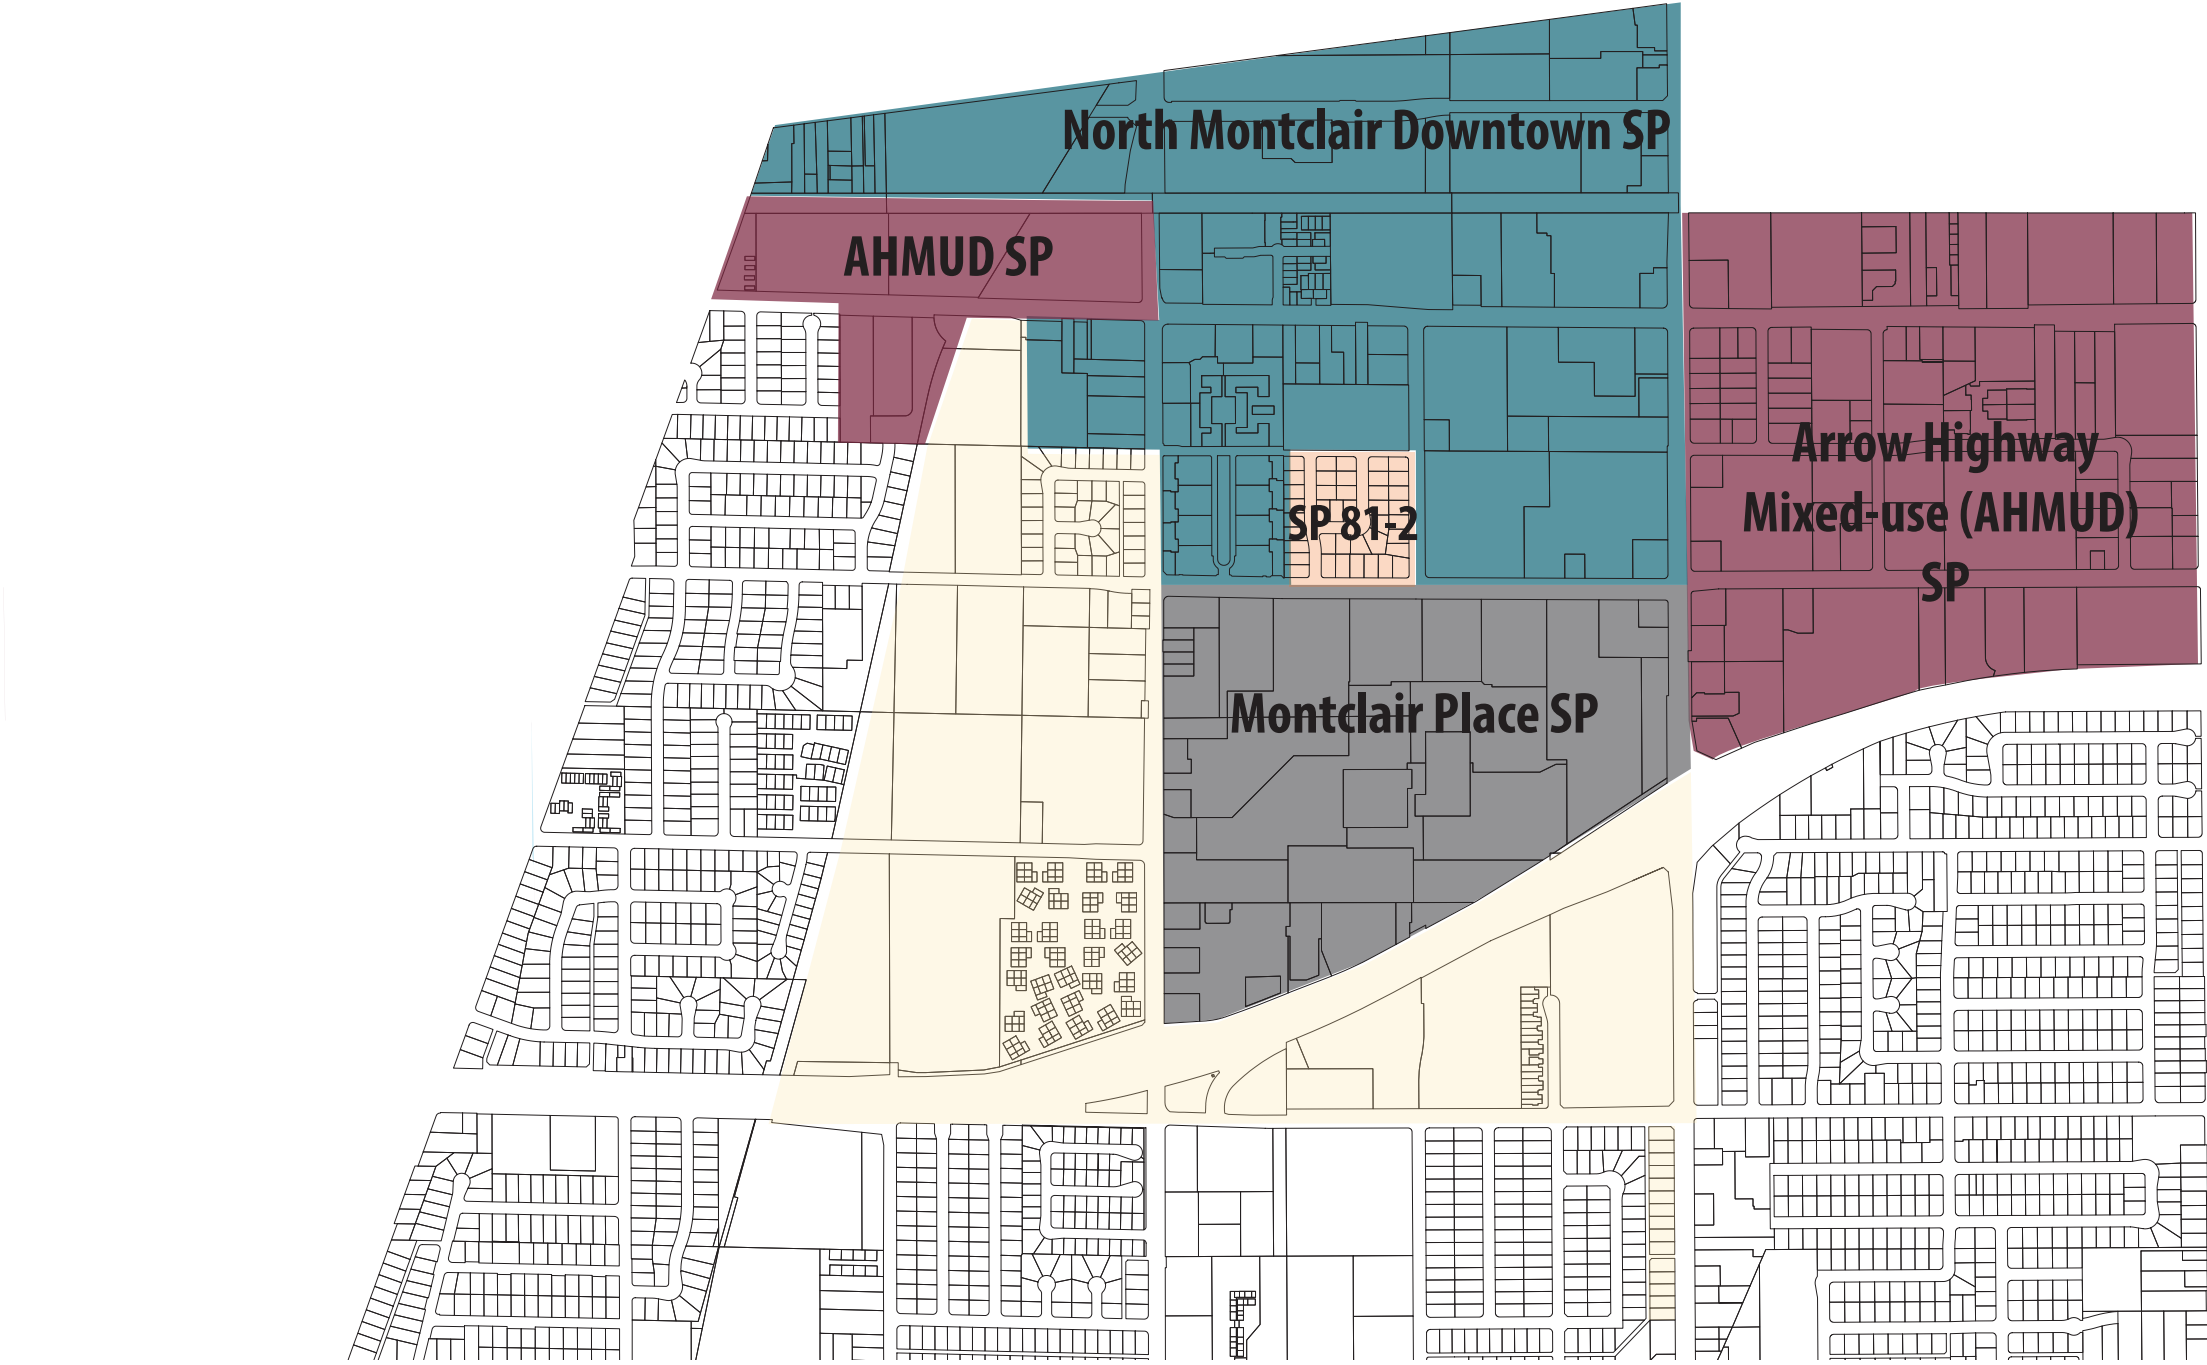 North Montclair Downtown SP
AHMUD SP
Arrow Highway
Mixed-use (AHMUD)
SP
SP 81-2
Montclair Place SP